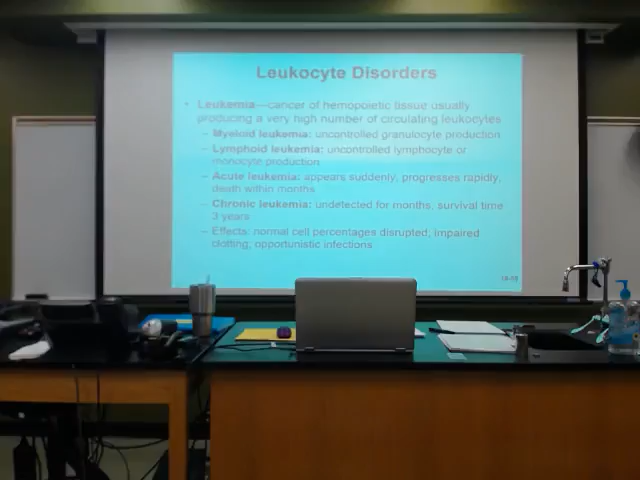 Leukocyte Disorders
• Leukemia—cancer of hemopoietic tissue usually
producing a very high number of circulating leukocytes
– Myeloid leukemia: uncontrolled granulocyte production
– Lymphoid leukemia: uncontrolled lymphocyte or
monocyte production
– Acute leukemia: appears suddenly, progresses rapidly,
death within months
– Chronic leukemia: undetected for months, survival time
3 years
– Effects: normal cell percentages disrupted; impaired
clotting; opportunistic infections